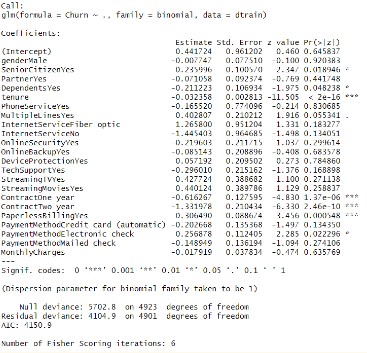 Call:
glm(formula = Churn ~ ., family = binomial, data = dtrain)
Coefficients:
Estimate Std. Error z value Pr(>|z|)
(Intercept) 0.441724 0.961202 -0.460 0.645837
genderMale -0.007747 0.077510 -0.100 0.920383
SeniorCitizenYes 0.235996 0.100570 2.347 0.018946 *
PartnerYes -0.071058 0.092374 -0.769 0.441748
DependentsYes -0.211223 0.106934 -1.975 0.048238 *
tenure -0.032358 0.002813 -11.505 < 2e-16 ***
PhoneServiceYes -0.165520 0.774096 -0.214 0.830685
MultipleLinesYes 0.402807 0.210212 1.916 0.055341 .
InternetServiceFiber optic 1.265800 0.951204 1.331 0.183277
InternetServiceNo -1.445403 0.964685 -1.498 0.134051
OnlineSecurityYes -0.219603 0.211715 -1.037 0.299614
OnlineBackupYes -0.085143 0.208896 -0.408 0.683578
DeviceProtectionYes 0.057192 0.209502 0.273 0.784860
TechSupportYes -0.296010 0.215162 -1.376 0.168898
StreamingTVYes 0.427724 0.388682 1.100 0.271138
StreamingMoviesYes 0.440124 0.389786 1.129 0.258837
ContractOne year -0.616267 0.127595 -4.830 1.37e-06 ***
ContractTwo year -1.331978 0.210434 -6.330 2.46e-10 ***
PaperlessBillingYes 0.306490 0.088674 3.456 0.000548 ***
PaymentMethodCredit card (automatic) -0.202668 0.135368 -1.497 0.134350
PaymentMethodElectronic check 0.256878 0.112405 2.285 0.022296 *
PaymentMethodMailed check -0.148949 0.136194 -1.094 0.274106
MonthlyCharges -0.017919 0.037834 -0.474 0.635769
---
Signif. codes: 0 '***' 0.001 '**' 0.01 '*' 0.05 '.' 0.1 ' ' 1
(Dispersion parameter for binomial family taken to be 1)
Null deviance: 5702.8 on 4923 degrees of freedom
Residual deviance: 4104.9 on 4901 degrees of freedom
AIC: 4150.9
Number of Fisher Scoring iterations: 6